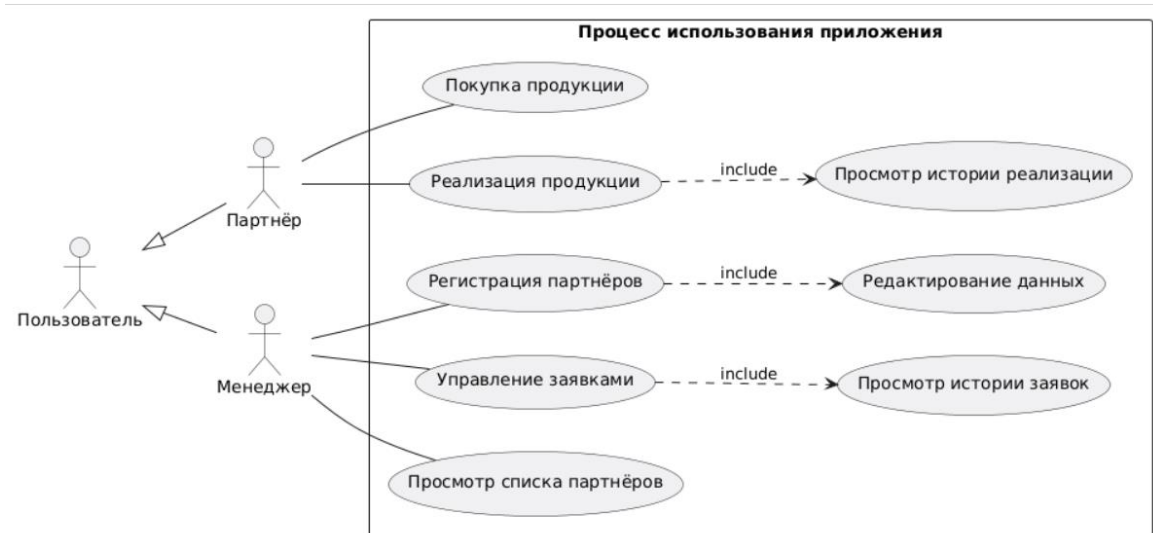 Процесс использования приложения
Покупка продукции
Партнёр
Реализация продукции
include
Просмотр истории реализации
Пользователь
Регистрация партнёров
include
Редактирование данных
Менеджер
Управление заявками
include
Просмотр истории заявок
Просмотр списка партнёров